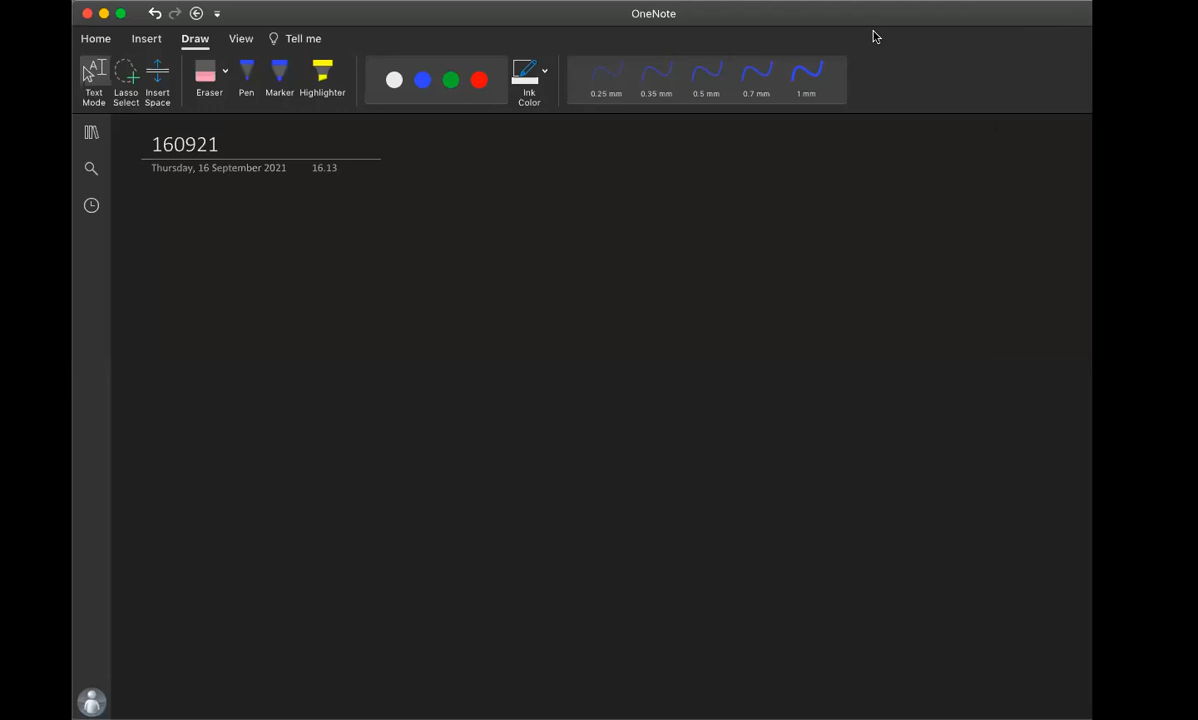 OneNote
Home Insert Draw View Tell me
Text Mode Lasso Select Insert Space Eraser Pen Marker Highlighter Ink Color 0.25 mm 0.35 mm 0.5 mm 0.7 mm 1 mm
160921
Thursday, 16 September 2021 16.13